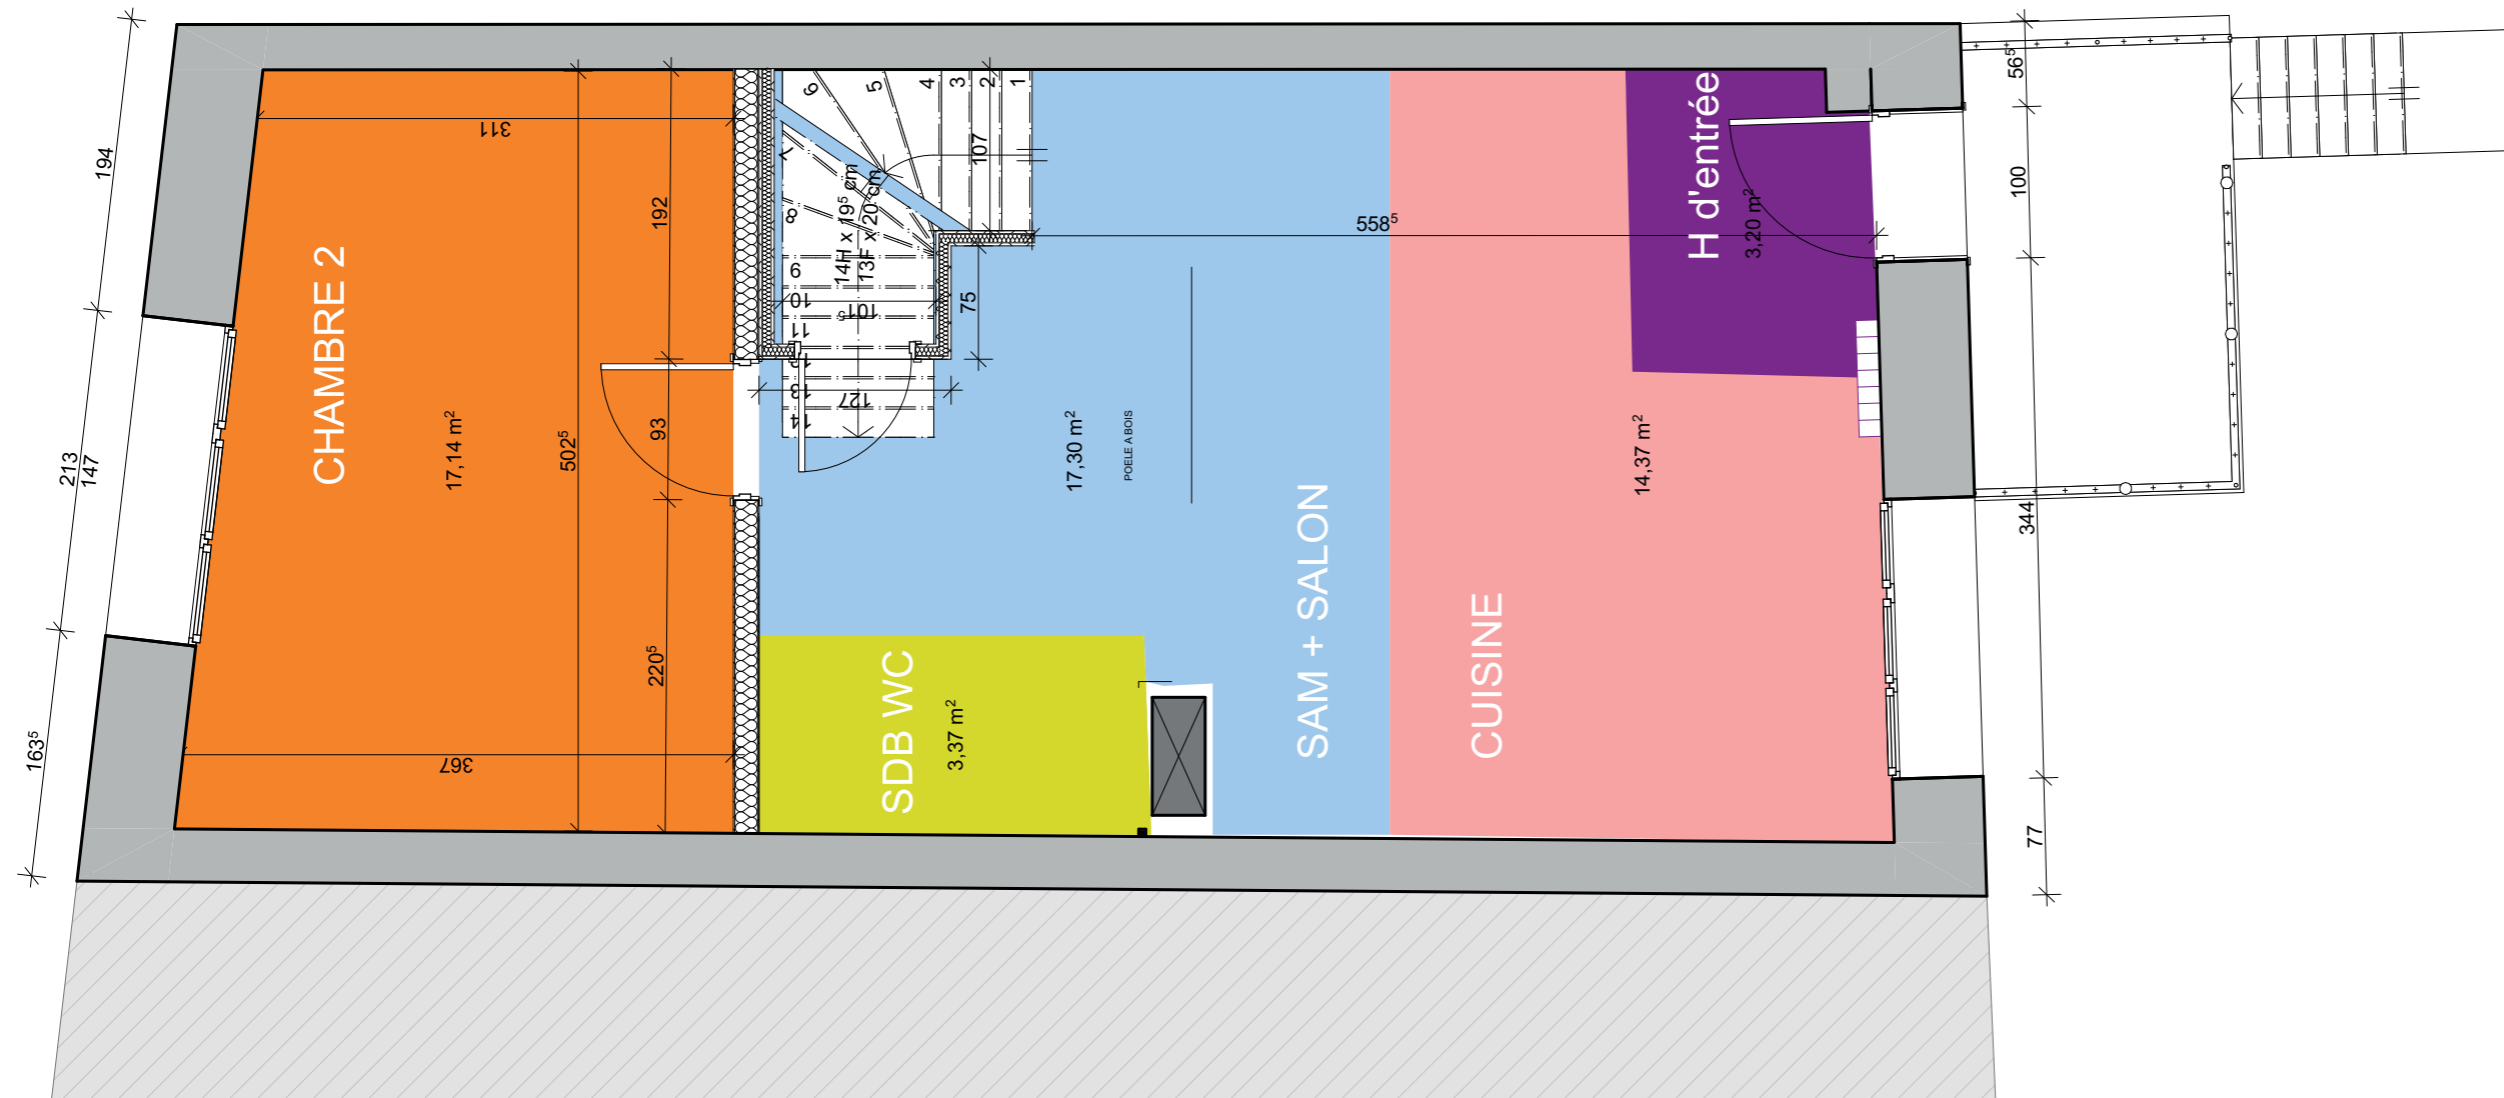 194
213
147
163⁵
CHAMBRE 2
17,14 m²
311
367
502⁵
192
93
220⁵
1
2
3
4
5
6
7
8
9
10
11
12
13
14
14H x 19⁵ cm
13F x 20 cm
107
101⁵
75
127
SDB WC
3,37 m²
17,30 m²
POELE A BOIS
SAM + SALON
558⁵
CUISINE
14,37 m²
H d'entrée
3,20 m²
56⁵
100
344
77